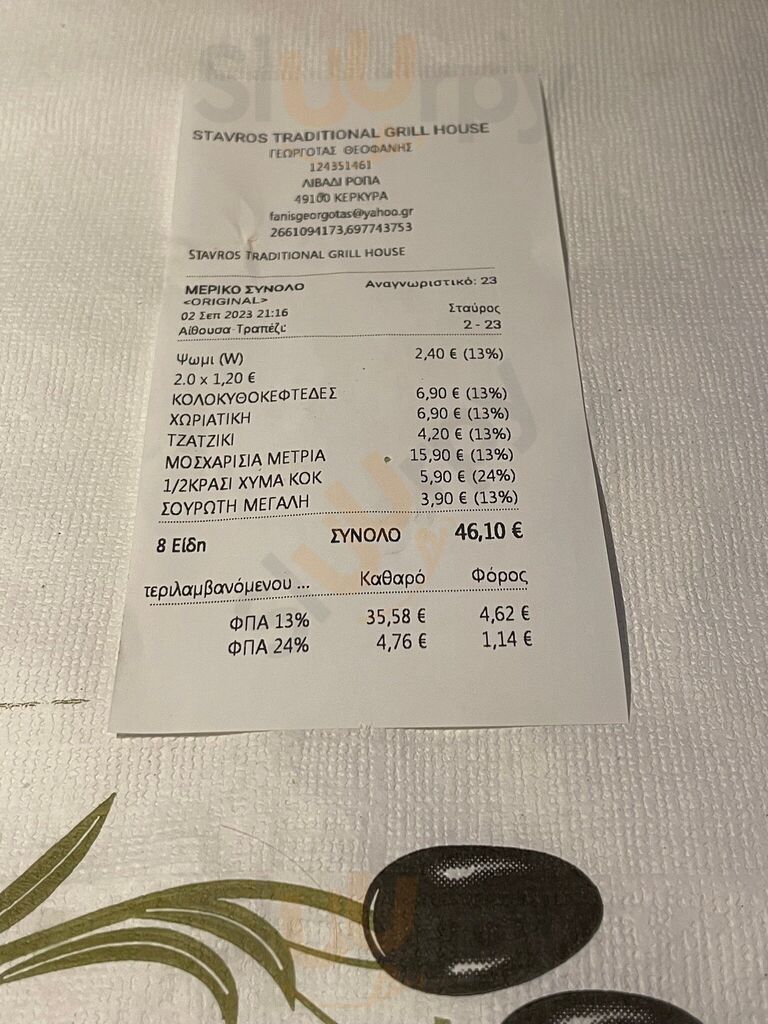 Sluurpy
STAVROS TRADITIONAL GRILL HOUSE
ΓΕΩΡΓΟΤΑΣ ΘΕΟΦΑΝΗΣ
124351461
ΛΙΒΑΔΙ ΡΟΠΑ
49100 ΚΕΡΚΥΡΑ
fanisgeorgotas@yahoo.gr
2661094173,697743753
STAVROS TRADITIONAL GRILL HOUSE
ΜΕΡΙΚΟ ΣΥΝΟΛΟ Αναγνωριστικό: 23
<ORIGINAL>
02 Σεπ 2023 21:16 Σταύρος
Αίθουσα-Τραπέζι: 2 - 23
Ψωμι (W) 2,40 € (13%)
2.0 x 1,20 €
ΚΟΛΟΚΥΘΟΚΕΦΤΕΔΕΣ 6,90 € (13%)
ΧΩΡΙΑΤΙΚΗ 6,90 € (13%)
ΤΖΑΤΖΙΚΙ 4,20 € (13%)
ΜΟΣΧΑΡΙΣΙΑ ΜΕΤΡΙΑ 15,90 € (13%)
1/2ΚΡΑΣΙ ΧΥΜΑ ΚΟΚ 5,90 € (24%)
ΣΟΥΡΩΤΗ ΜΕΓΑΛΗ 3,90 € (13%)
8 Είδη ΣΥΝΟΛΟ 46,10 €
τεριλαμβανόμενου ... Καθαρό Φόρος
ΦΠΑ 13% 35,58 € 4,62 €
ΦΠΑ 24% 4,76 € 1,14 €